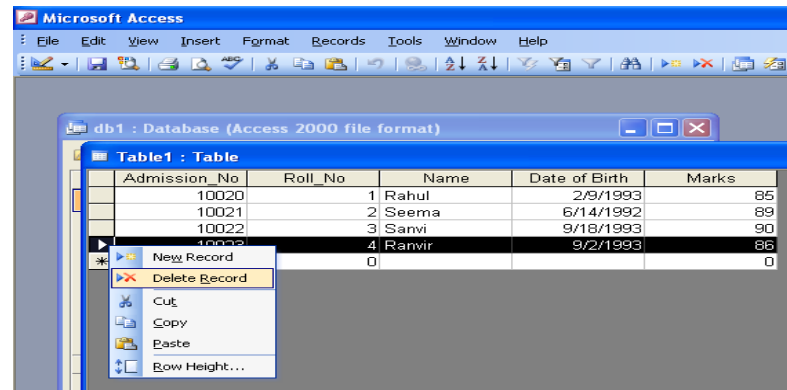 Microsoft Access
File Edit View Insert Format Records Tools Window Help
db1 : Database (Access 2000 file format)
Table1 : Table
Admission_No Roll_No Name Date of Birth Marks
10020 1 Rahul 2/9/1993 85
10021 2 Seema 6/14/1992 89
10022 3 Sanvi 9/18/1993 90
10023 4 Ranvir 9/2/1993 86
0 0
New Record
Delete Record
Cut
Copy
Paste
Row Height...